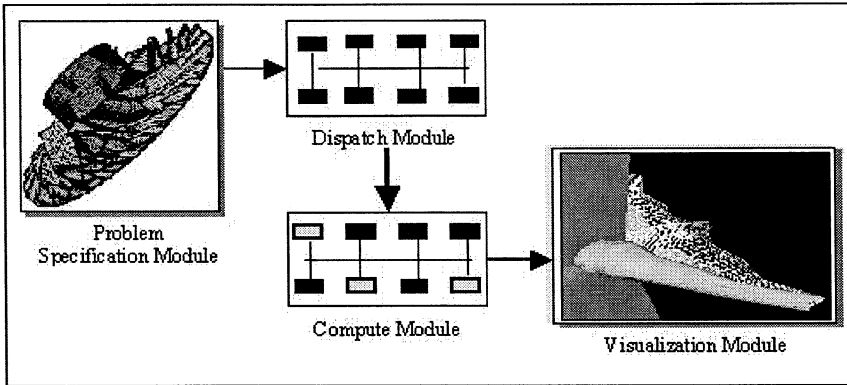 Dispatch Module
Problem
Specification Module
Compute Module
Visualization Module